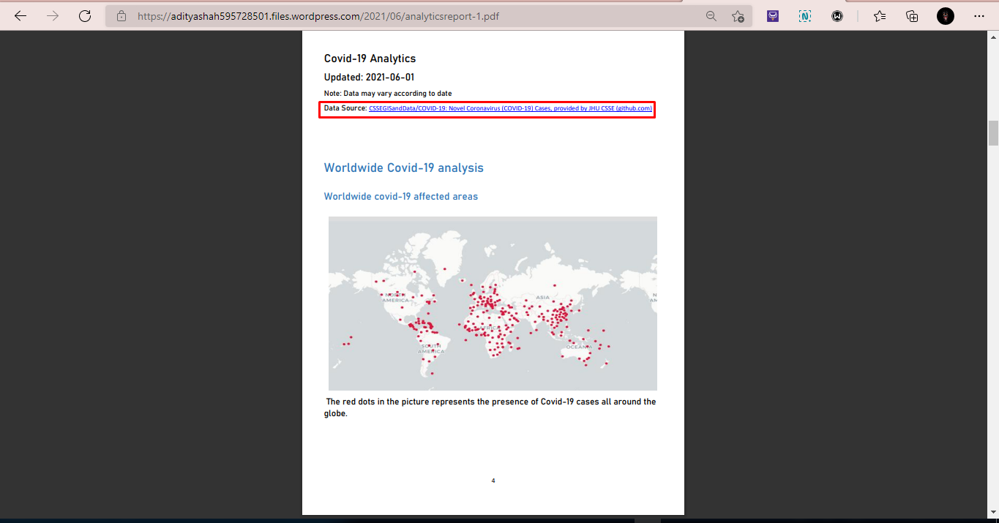 https://adityashah595728501.files.wordpress.com/2021/06/analyticsreport-1.pdf
Covid-19 Analytics
Updated: 2021-06-01
Note: Data may vary according to date
Data Source: CSSEGISandData/COVID-19: Novel Coronavirus (COVID-19) Cases, provided by JHU CSSE (github.com)
Worldwide Covid-19 analysis
Worldwide covid-19 affected areas
NORTH
AMERICA
ASIA
N
AM
AFRICA
SOUTH
AMERICA
OCEANIA
The red dots in the picture represents the presence of Covid-19 cases all around the
globe.
4